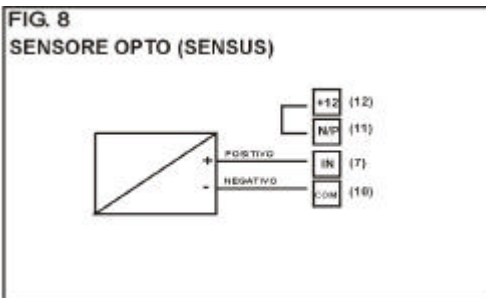 FIG. 8
SENSORE OPTO (SENSUS)
+12 (12)
N/P (11)
+ POSITIVO IN (7)
- NEGATIVO COM (10)